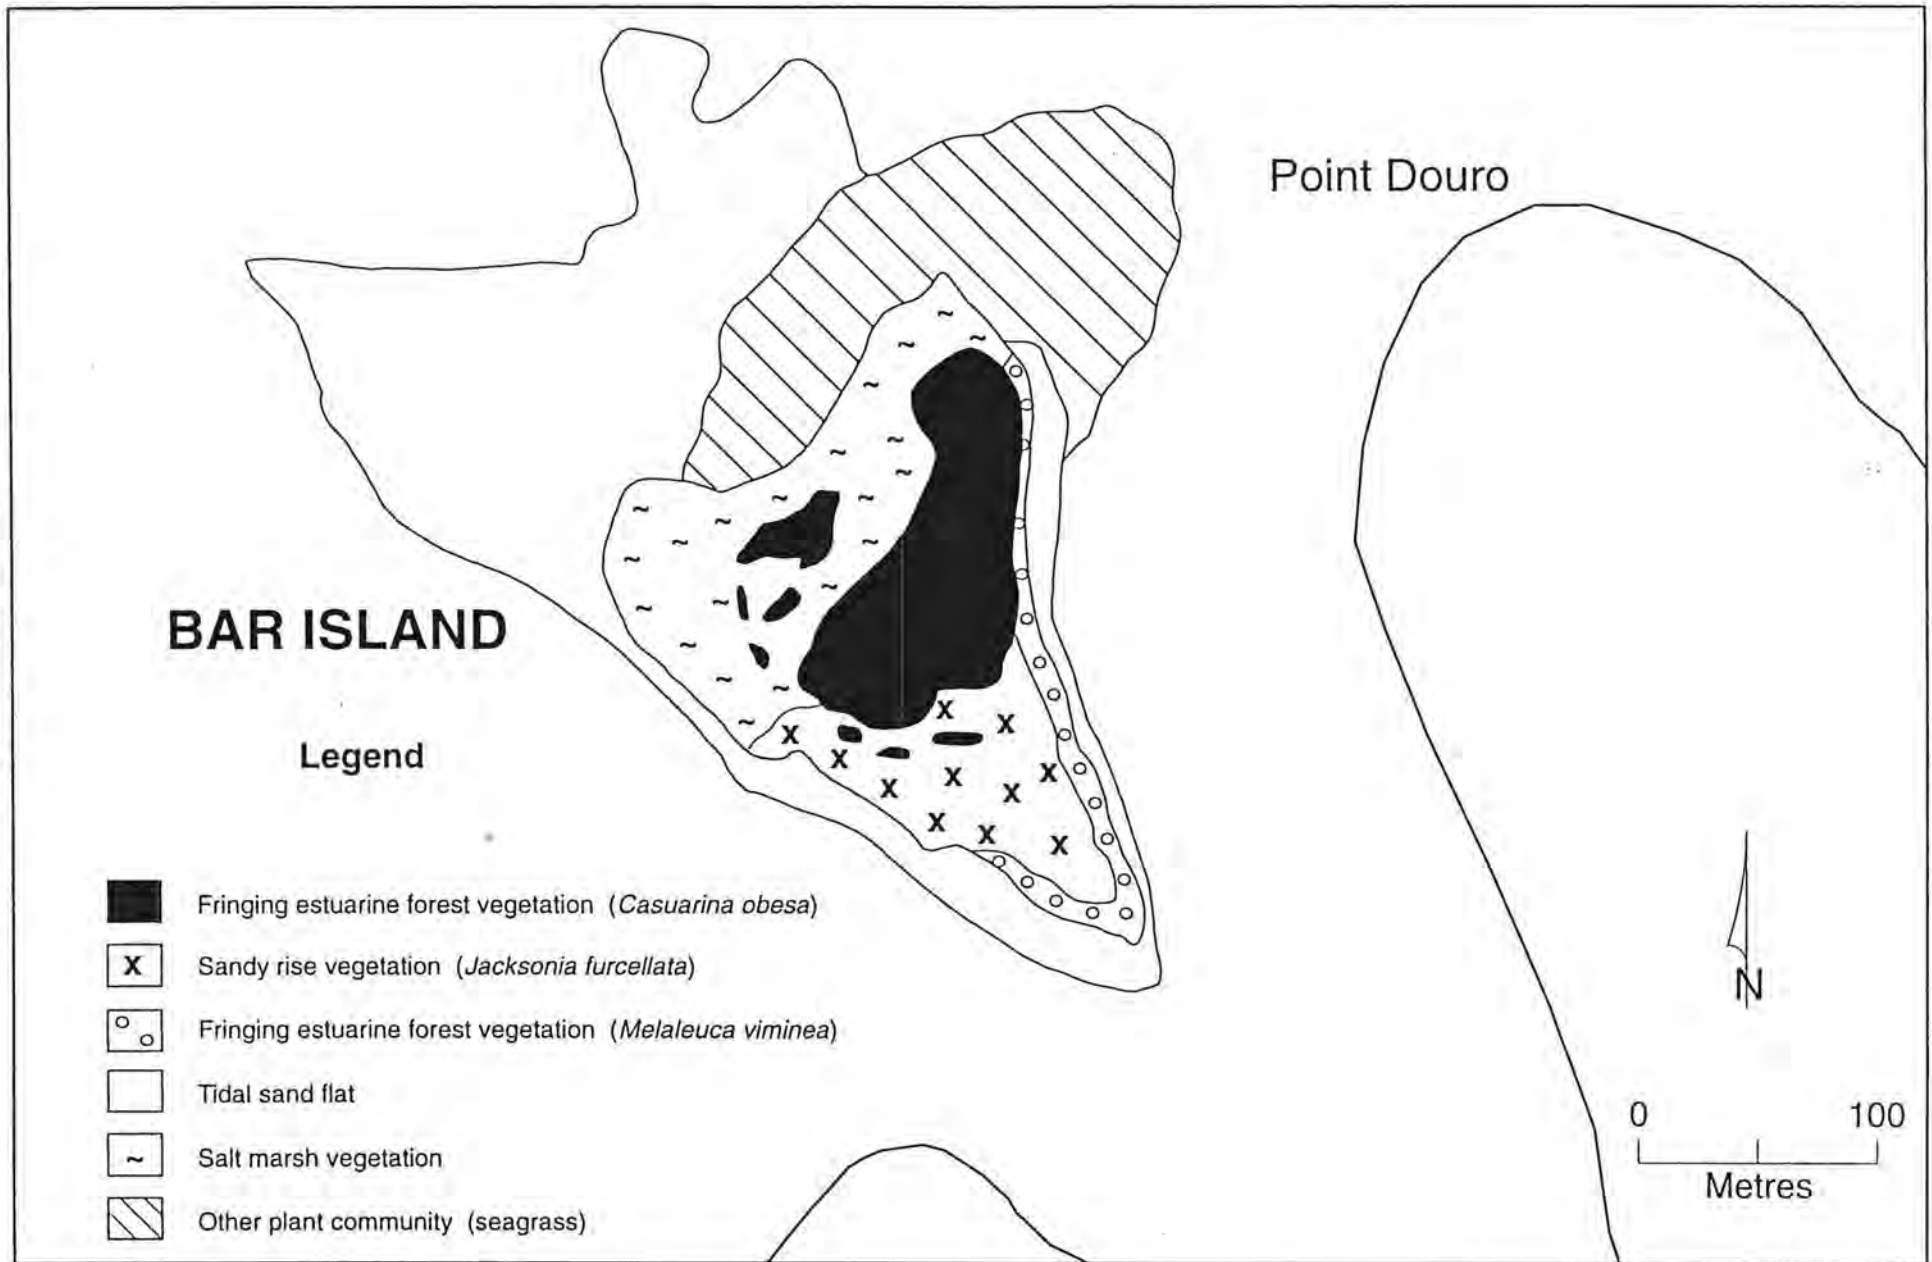 Point Douro
BAR ISLAND
Legend
Fringing estuarine forest vegetation (Casuarina obesa)
X Sandy rise vegetation (Jacksonia furcellata)
Fringing estuarine forest vegetation (Melaleuca viminea)
Tidal sand flat
~ Salt marsh vegetation
Other plant community (seagrass)
N
0 100
Metres